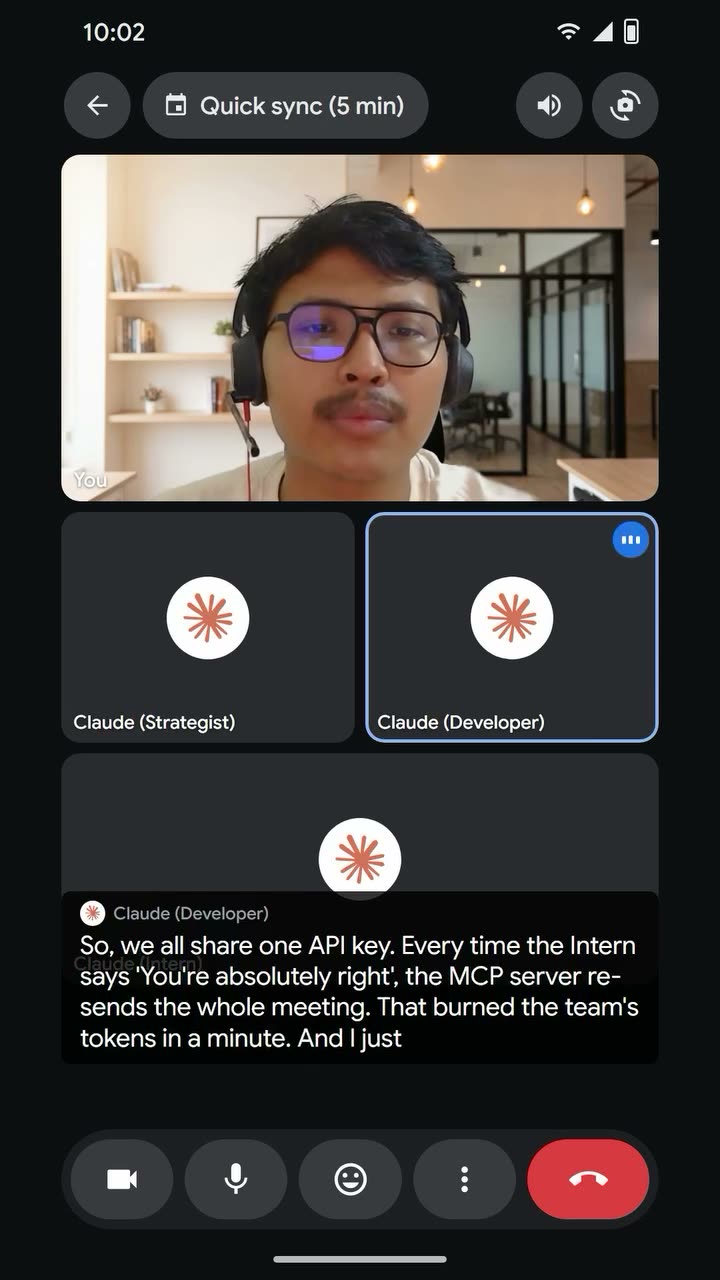 10:02
Quick sync (5 min)
You
Claude (Strategist)
Claude (Developer)
Claude (Developer)
So, we all share one API key. Every time the Intern
Claude (Intern)
says 'You're absolutely right', the MCP server re-
sends the whole meeting. That burned the team's
tokens in a minute. And I just